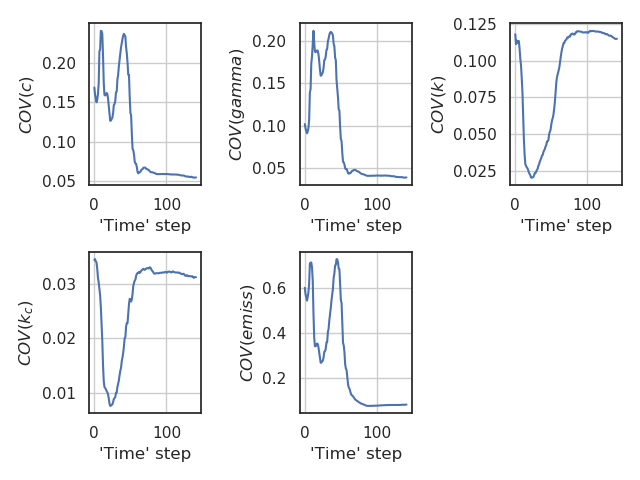 COV(c)
0.20
0.15
0.10
0.05
0
100
'Time' step
COV(gamma)
0.20
0.15
0.10
0.05
0
100
'Time' step
COV(k)
0.125
0.100
0.075
0.050
0.025
0
100
'Time' step
COV(k_c)
0.03
0.02
0.01
0
100
'Time' step
COV(emiss)
0.6
0.4
0.2
0
100
'Time' step